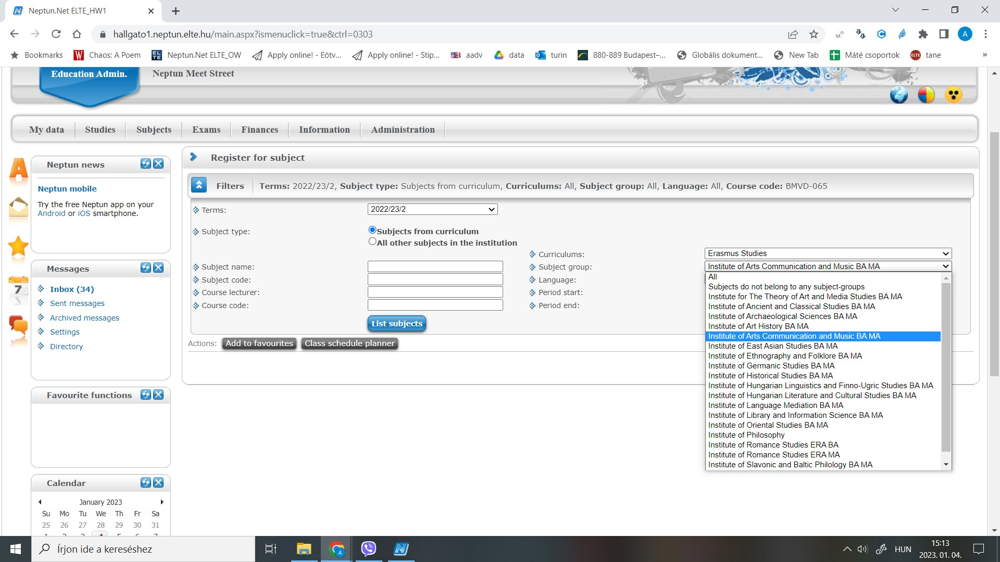 Neptun.Net ELTE_HW1
hallgato1.neptun.elte.hu/main.aspx?ismenuclick=true&ctrl=0303
A
Bookmarks
Chaos: A Poem
Neptun.Net ELTE_OW
Apply online! - Eötv...
Apply online! - Stip...
aadv
data
turin
880-889 Budapest–...
Globális dokument...
New Tab
Máté csoportok
tane
Education Admin.
Neptun Meet Street
My data
Studies
Subjects
Exams
Finances
Information
Administration
Neptun news
Neptun mobile
Try the free Neptun app on your
Android or iOS smartphone.
Messages
Inbox (34)
Sent messages
Archived messages
Settings
Directory
Favourite functions
Calendar
January 2023
Su Mo Tu We Th Fr Sa
25 26 27 28 29 30 31
Register for subject
Filters
Terms: 2022/23/2, Subject type: Subjects from curriculum, Curriculums: All, Subject group: All, Language: All, Course code: BMVD-065
Terms:
2022/23/2
Subject type:
Subjects from curriculum
All other subjects in the institution
Curriculums:
Erasmus Studies
Subject name:
Subject group:
Institute of Arts Communication and Music BA MA
Subject code:
Language:
Course lecturer:
Period start:
Course code:
Period end:
List subjects
Actions:
Add to favourites
Class schedule planner
All
Subjects do not belong to any subject-groups
Institute for The Theory of Art and Media Studies BA MA
Institute of Ancient and Classical Studies BA MA
Institute of Archaeological Sciences BA MA
Institute of Art History BA MA
Institute of Arts Communication and Music BA MA
Institute of East Asian Studies BA MA
Institute of Ethnography and Folklore BA MA
Institute of Germanic Studies BA MA
Institute of Historical Studies BA MA
Institute of Hungarian Linguistics and Finno-Ugric Studies BA MA
Institute of Hungarian Literature and Cultural Studies BA MA
Institute of Language Mediation BA MA
Institute of Library and Information Science BA MA
Institute of Oriental Studies BA MA
Institute of Philosophy
Institute of Romance Studies ERA BA
Institute of Romance Studies ERA MA
Institute of Slavonic and Baltic Philology BA MA
Írjon ide a kereséshez
HUN
15:13
2023. 01. 04.